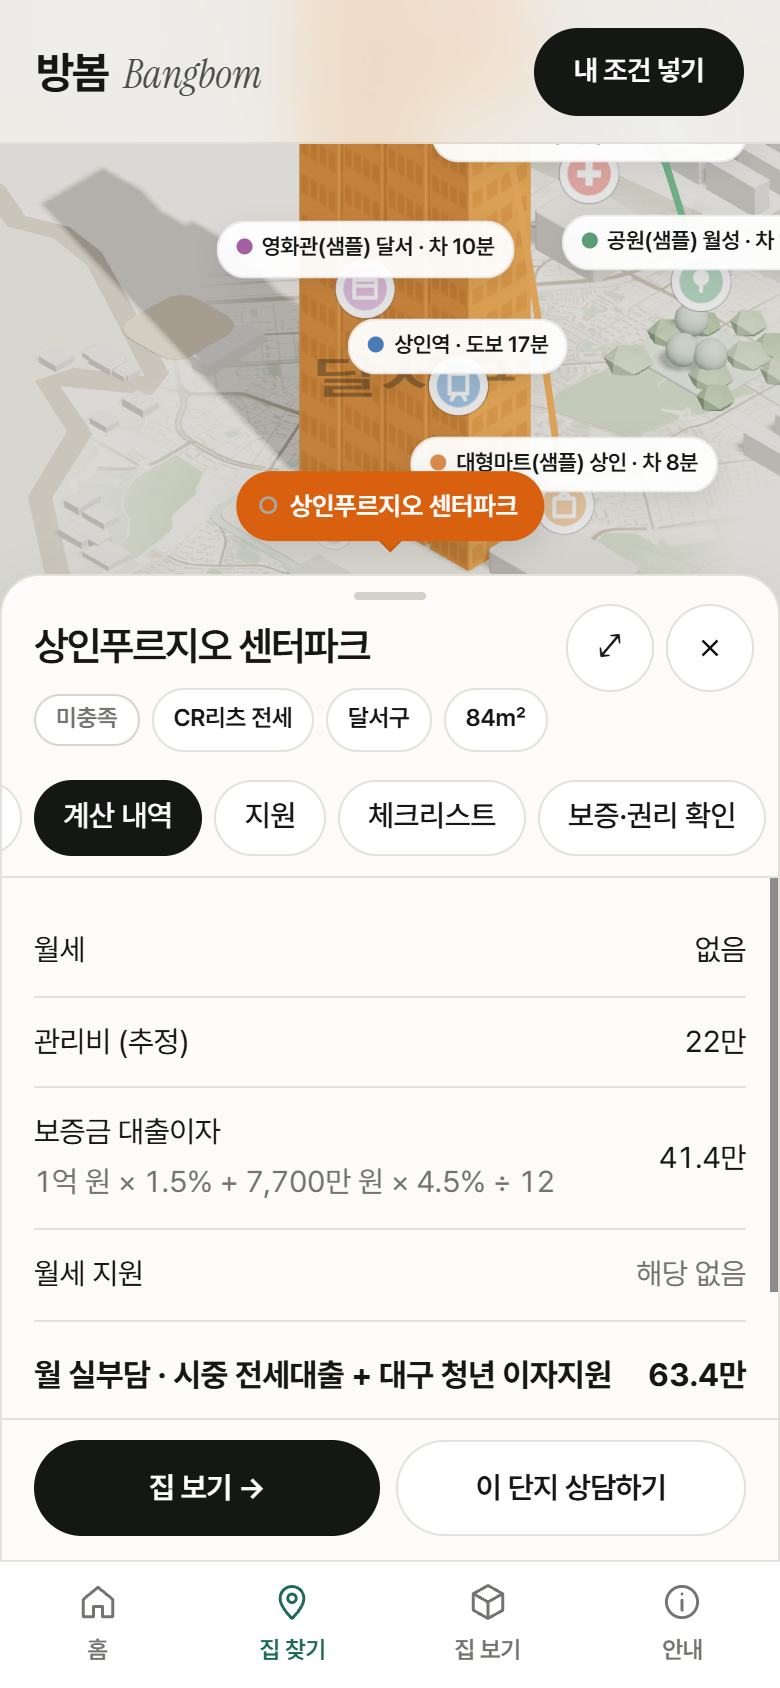 방봄 Bangbom
내 조건 넣기
영화관(샘플) 달서 · 차 10분
공원(샘플) 월성 · 차
상인역 · 도보 17분
대형마트(샘플) 상인 · 차 8분
상인푸르지오 센터파크
상인푸르지오 센터파크
미충족
CR리츠 전세
달서구
84m²
계산 내역
지원
체크리스트
보증·권리 확인
월세 없음
관리비 (추정) 22만
보증금 대출이자 41.4만
1억 원 × 1.5% + 7,700만 원 × 4.5% ÷ 12
월세 지원 해당 없음
월 실부담 · 시중 전세대출 + 대구 청년 이자지원 63.4만
집 보기 →
이 단지 상담하기
홈
집 찾기
집 보기
안내